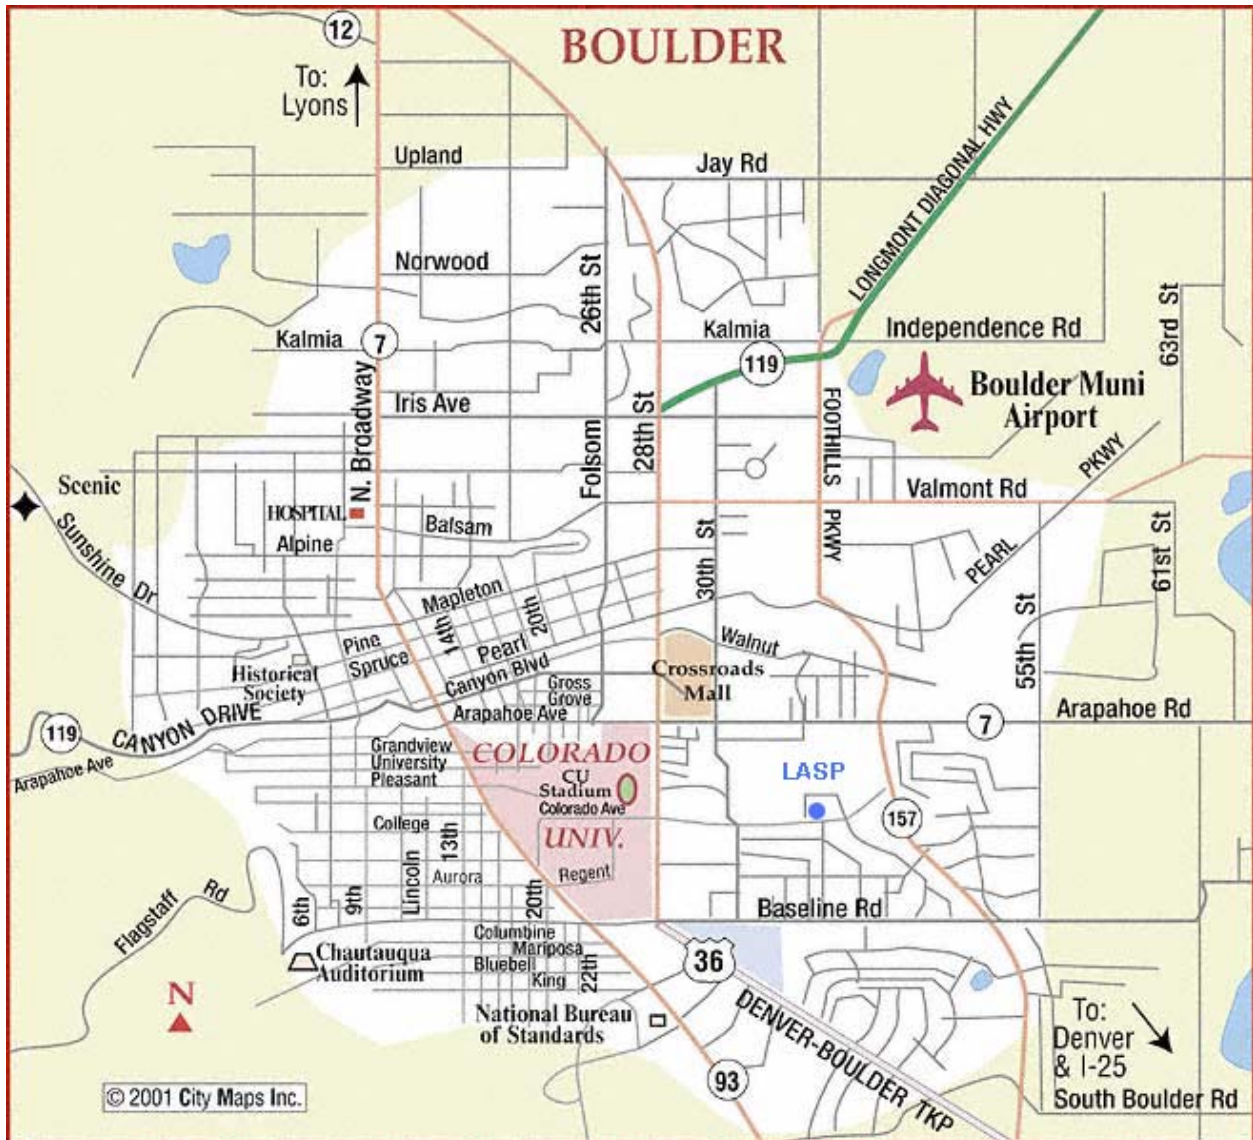 BOULDER
12
To:
Lyons
Upland
Jay Rd
LONGMONT DIAGONAL HWY
Norwood
26th St
63rd St
Kalmia
7
Kalmia
Independence Rd
119
N. Broadway
Iris Ave
28th St
FOOTHILLS PKWY
Boulder Muni
Airport
Folsom
PKWY
Scenic
Valmont Rd
HOSPITAL
Balsam
Alpine
Sunshine Dr
30th St
PEARL
61st St
Mapleton
14th
20th
55th St
Pine
Spruce
Pearl
Walnut
Canyon Blvd
Historical
Society
Gross
Grove
Crossroads
Mall
119
CANYON DRIVE
Arapahoe Ave
7
Arapahoe Rd
Arapahoe Ave
Grandview
University
Pleasant
COLORADO
CU
Stadium
Colorado Ave
UNIV.
LASP
157
College
13th
Lincoln
Aurora
Regent
Flagstaff Rd
6th
9th
20th
Baseline Rd
Columbine
Mariposa
Bluebell
King
22th
Chautauqua
Auditorium
36
N
National Bureau
of Standards
DENVER-BOULDER TKP
To:
Denver
& I-25
93
© 2001 City Maps Inc.
South Boulder Rd